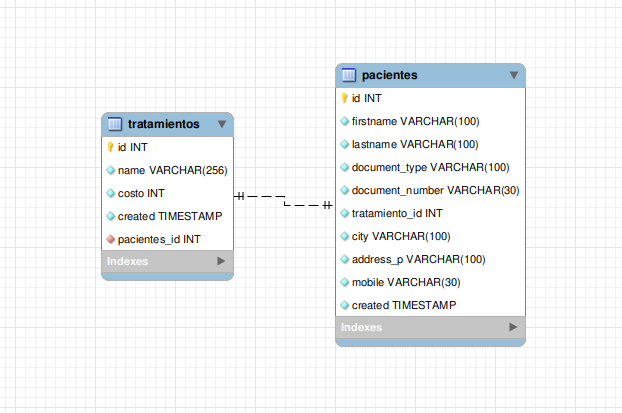 tratamientos
id INT
name VARCHAR(256)
costo INT
created TIMESTAMP
pacientes_id INT
Indexes
pacientes
id INT
firstname VARCHAR(100)
lastname VARCHAR(100)
document_type VARCHAR(100)
document_number VARCHAR(30)
tratamiento_id INT
city VARCHAR(100)
address_p VARCHAR(100)
mobile VARCHAR(30)
created TIMESTAMP
Indexes